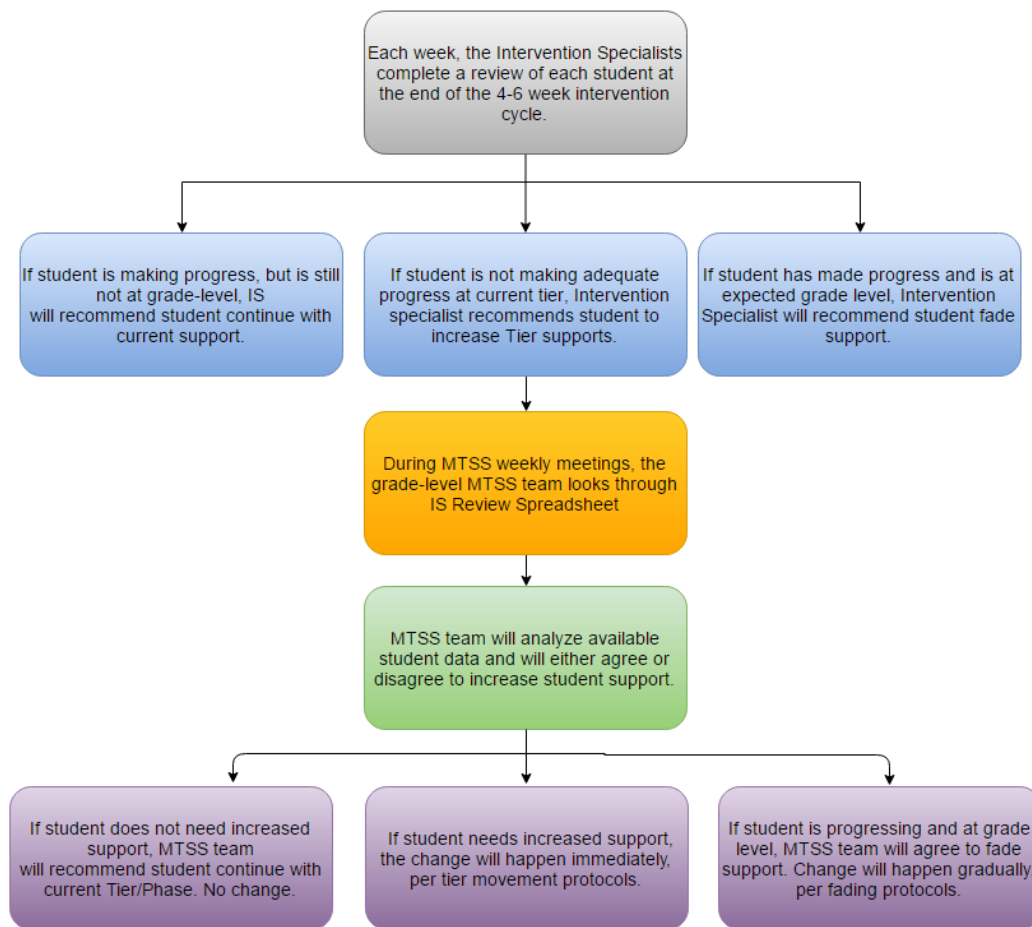 Each week, the Intervention Specialists
complete a review of each student at
the end of the 4-6 week intervention
cycle.
If student is making progress, but is still
not at grade-level, IS
will recommend student continue with
current support.
If student is not making adequate
progress at current tier, Intervention
specialist recommends student to
increase Tier supports.
If student has made progress and is at
expected grade level, Intervention
Specialist will recommend student fade
support.
During MTSS weekly meetings, the
grade-level MTSS team looks through
IS Review Spreadsheet
MTSS team will analyze available
student data and will either agree or
disagree to increase student support.
If student does not need increased
support, MTSS team
will recommend student continue with
current Tier/Phase. No change.
If student needs increased support,
the change will happen immediately,
per tier movement protocols.
If student is progressing and at grade
level, MTSS team will agree to fade
support. Change will happen gradually,
per fading protocols.